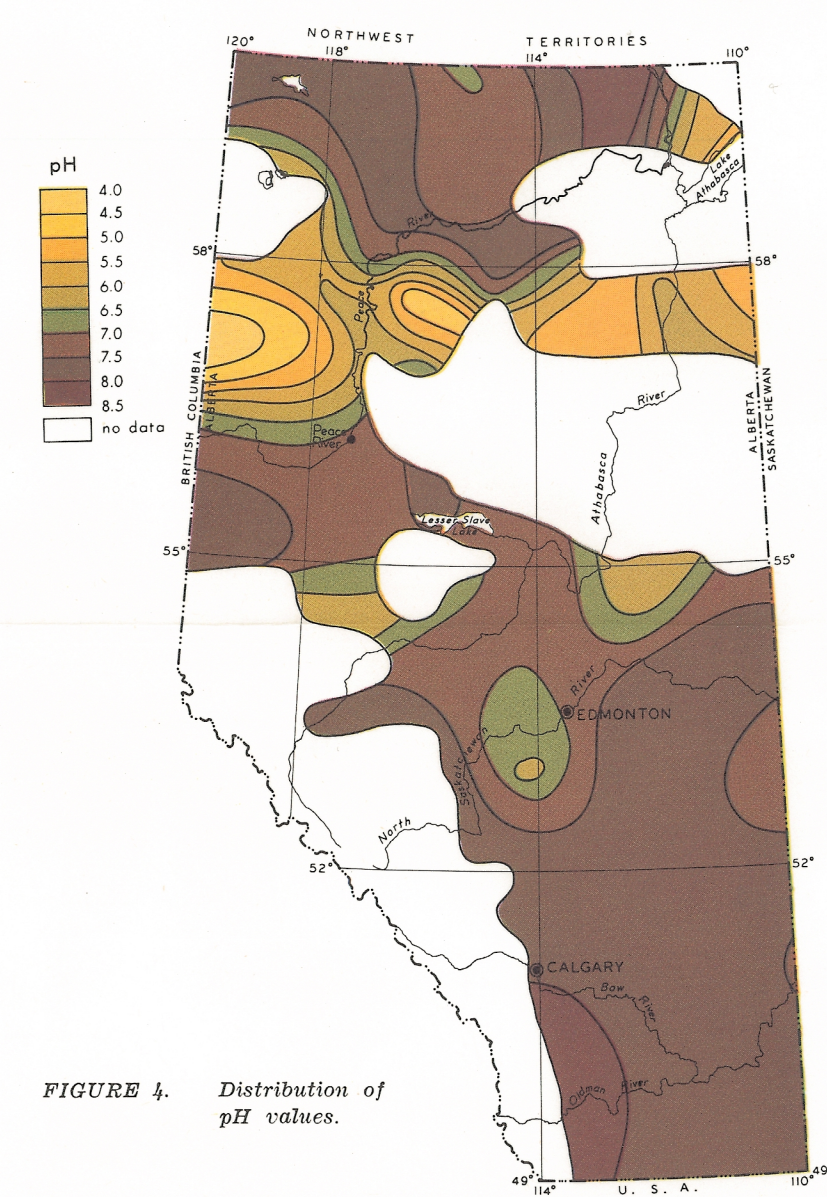 NORTHWEST TERRITORIES
120° 118° 114° 110°
pH
4.0
4.5
5.0
5.5
6.0
6.5
7.0
7.5
8.0
8.5
no data
Lake
Athabasca
River
58° 58°
Peace
BRITISH COLUMBIA
ALBERTA
Peace
River
River
ALBERTA
SASKATCHEWAN
Athabasca
Lesser Slave
Lake
55° 55°
River
EDMONTON
Saskatchewan
North
52° 52°
CALGARY
Bow
River
Oldman River
FIGURE 4. Distribution of
pH values.
49° 49°
114° U. S. A. 110°